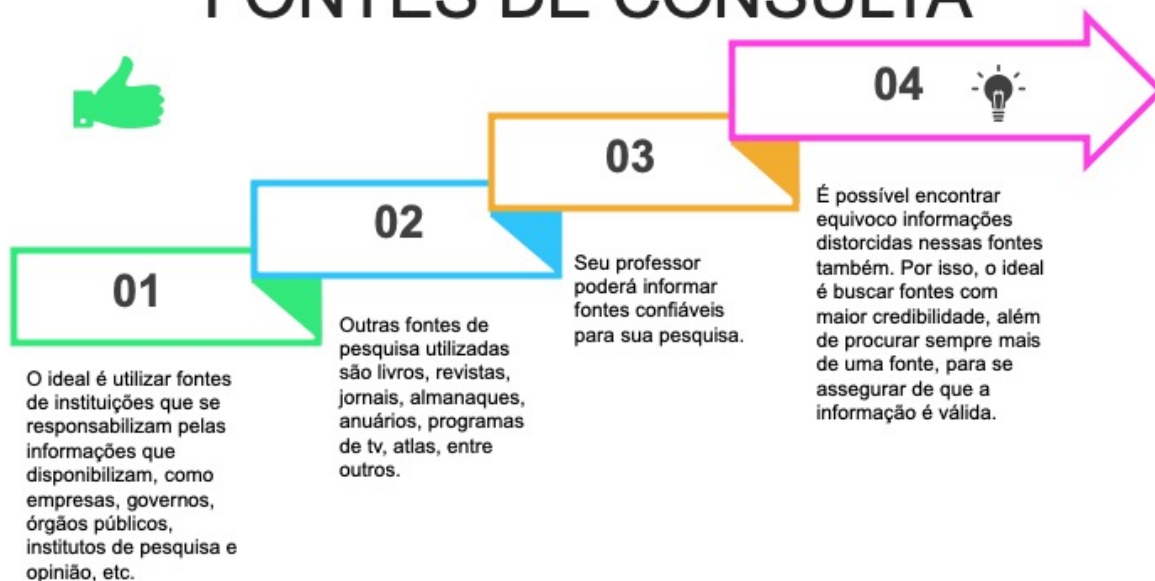 FONTES DE CONSULTA
01
O ideal é utilizar fontes
de instituições que se
responsabilizam pelas
informações que
disponibilizam, como
empresas, governos,
órgãos públicos,
institutos de pesquisa e
opinião, etc.
02
Outras fontes de
pesquisa utilizadas
são livros, revistas,
jornais, almanaques,
anuários, programas
de tv, atlas, entre
outros.
03
Seu professor
poderá informar
fontes confiáveis
para sua pesquisa.
04
É possível encontrar
equivoco informações
distorcidas nessas fontes
também. Por isso, o ideal
é buscar fontes com
maior credibilidade, além
de procurar sempre mais
de uma fonte, para se
assegurar de que a
informação é válida.